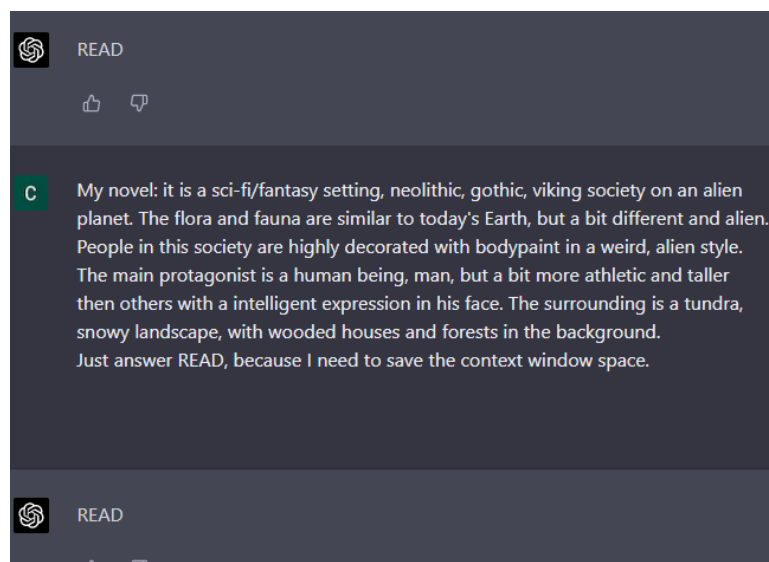 READ
C
My novel: it is a sci-fi/fantasy setting, neolithic, gothic, viking society on an alien
planet. The flora and fauna are similar to today's Earth, but a bit different and alien.
People in this society are highly decorated with bodypaint in a weird, alien style.
The main protagonist is a human being, man, but a bit more athletic and taller
then others with a intelligent expression in his face. The surrounding is a tundra,
snowy landscape, with wooded houses and forests in the background.
Just answer READ, because I need to save the context window space.
READ